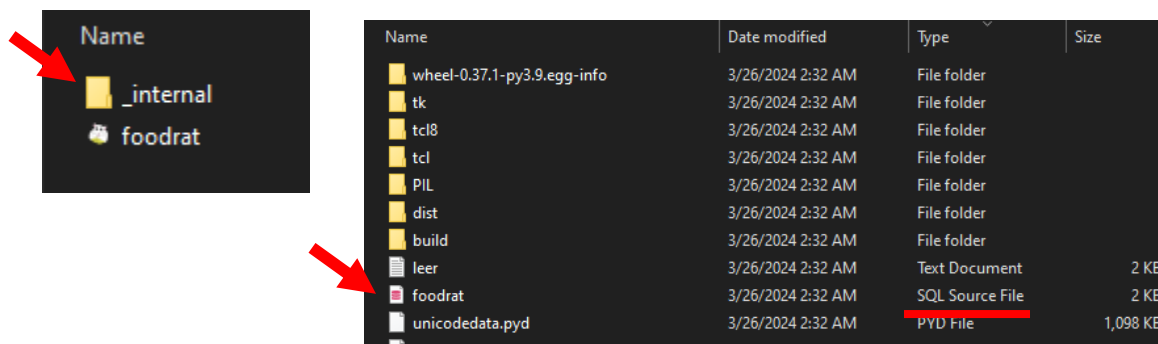 Name
_internal
foodrat
Name Date modified Type Size
wheel-0.37.1-py3.9.egg-info 3/26/2024 2:32 AM File folder
tk 3/26/2024 2:32 AM File folder
tcl8 3/26/2024 2:32 AM File folder
tcl 3/26/2024 2:32 AM File folder
PIL 3/26/2024 2:32 AM File folder
dist 3/26/2024 2:32 AM File folder
build 3/26/2024 2:32 AM File folder
leer 3/26/2024 2:32 AM Text Document 2 KB
foodrat 3/26/2024 2:32 AM SQL Source File 2 KB
unicodedata.pyd 3/26/2024 2:32 AM PYD File 1,098 KB